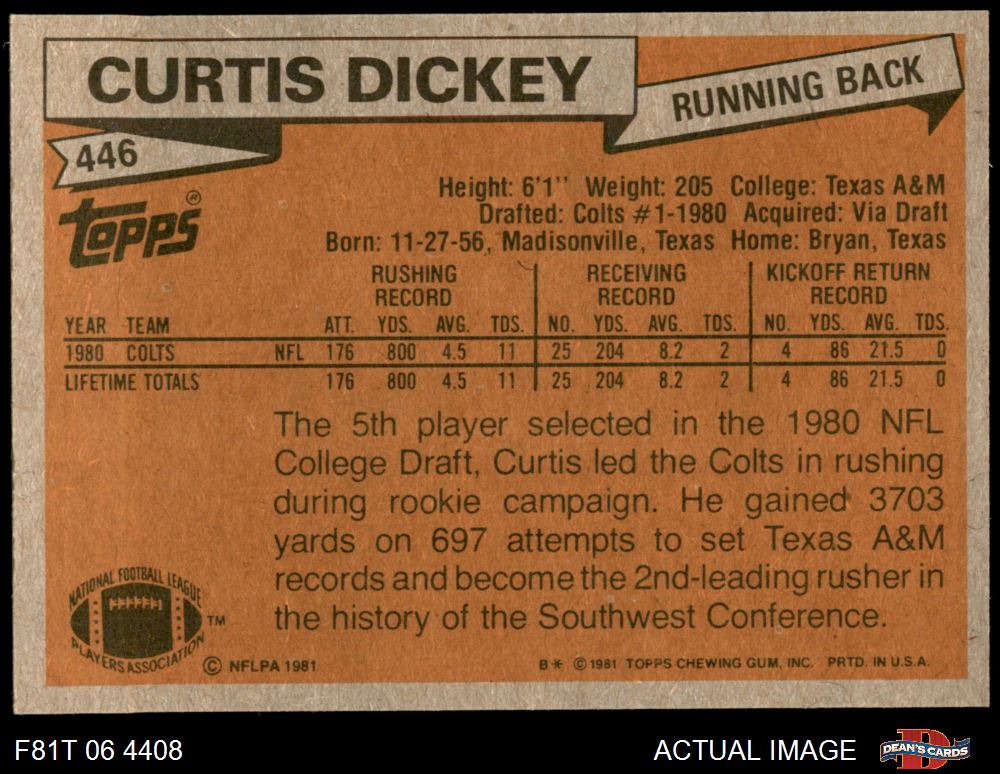 CURTIS DICKEY
RUNNING BACK
446
TOPPS®
Height: 6'1'' Weight: 205 College: Texas A&M
Drafted: Colts #1-1980 Acquired: Via Draft
Born: 11-27-56, Madisonville, Texas Home: Bryan, Texas
RUSHING RECORD RECEIVING RECORD KICKOFF RETURN RECORD
YEAR TEAM ATT. YDS. AVG. TDS. NO. YDS. AVG. TDS. NO. YDS. AVG. TDS.
1980 COLTS NFL 176 800 4.5 11 25 204 8.2 2 4 86 21.5 0
LIFETIME TOTALS 176 800 4.5 11 25 204 8.2 2 4 86 21.5 0
The 5th player selected in the 1980 NFL
College Draft, Curtis led the Colts in rushing
during rookie campaign. He gained 3703
yards on 697 attempts to set Texas A&M
records and become the 2nd-leading rusher in
the history of the Southwest Conference.
NATIONAL FOOTBALL LEAGUE
PLAYERS ASSOCIATION
TM
© NFLPA 1981
B* © 1981 TOPPS CHEWING GUM, INC. PRTD. IN U.S.A.
F81T 06 4408
ACTUAL IMAGE
DEAN'S CARDS